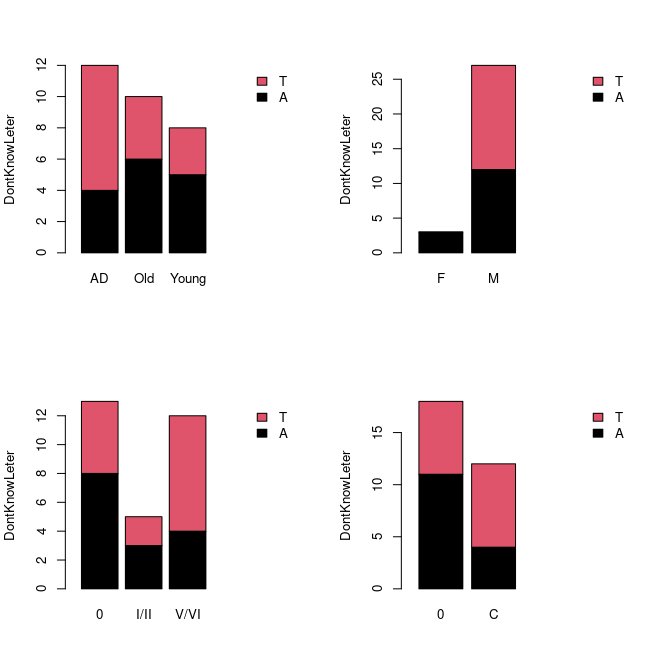 DontKnowLeter
0 2 4 6 8 10 12
AD Old Young
T
A
DontKnowLeter
0 5 10 15 20 25
F M
T
A
DontKnowLeter
0 2 4 6 8 10 12
0 I/II V/VI
T
A
DontKnowLeter
0 5 10 15
0 C
T
A